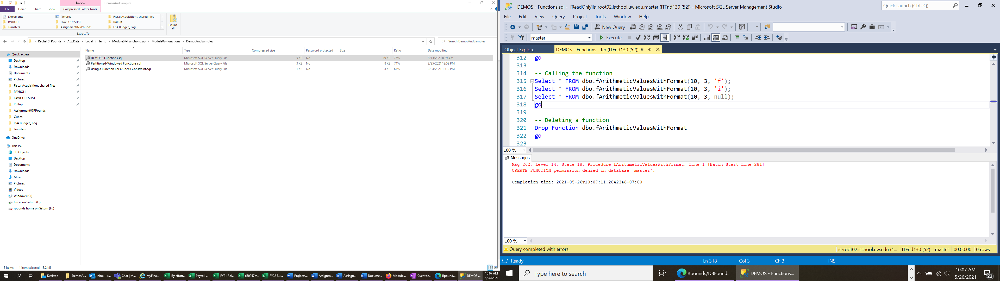 Extract
DemosAndSamples
File
Home
Share
View
Compressed Folder Tools
Documents
Pictures
Fiscal Acquisitions shared files
PAYROLL
LAWCODESLIST
Rollup
Transfers
Assignment07RPounds
FSA Budget_ Log
Extract all
Extract To
Rachel S. Pounds > AppData > Local > Temp > Module07-Functions.zip > Module07-Functions > DemosAndSamples
Search DemosAndSamples
Name Type Compressed size Password protected Size Ratio Date modified
DEMOS - Functions.sql Microsoft SQL Server Query File 5 KB No 19 KB 75% 8/13/2020 8:29 AM
Partitioned-Windowed Functions.sql Microsoft SQL Server Query File 3 KB No 8 KB 74% 2/25/2021 12:59 PM
Using a Function For a Check Constraint.sql Microsoft SQL Server Query File 1 KB No 3 KB 67% 2/24/2021 12:19 PM
Quick access
Desktop
Downloads
Documents
Pictures
Fiscal Acquisitions shared files
PAYROLL
LAWCODESLIST
Rollup
Assignment07RPounds
Cubes
FSA Budget_ Log
Transfers
OneDrive
This PC
3D Objects
Desktop
Documents
Downloads
Music
Pictures
Videos
Windows (C:)
Fiscal on Saturn (F:)
rpounds home on Saturn (H:)
3 items 1 item selected 18.2 KB
Desktop
DemosA...
Inbox - r...
Chat | M...
MyFina...
By effort...
Payroll ...
FY21 Rol...
650257 v...
FY22 Bu...
Projects....
Assignm...
Assisgn...
Docume...
Module...
Cvent fe...
Rpound...
DEMOS ...
10:07 AM
5/26/2021
DEMOS - Functions.sql - [ReadOnly]is-root02.ischool.uw.edu.master (ITFnd130 (52)) - Microsoft SQL Server Management Studio
Quick Launch (Ctrl+Q)
File Edit View Query Project Tools Window Help
New Query
MDX DMX XMLA DAX
master
Execute
Object Explorer
DEMOS - Functions....ter (ITFnd130 (52))
312 go
313
314 -- Calling the function
315 Select * FROM dbo.fArithmeticValuesWithFormat(10, 3, 'f');
316 Select * FROM dbo.fArithmeticValuesWithFormat(10, 3, 'i');
317 Select * FROM dbo.fArithmeticValuesWithFormat(10, 3, null);
318 go
319
320 -- Deleting a function
321 Drop Function dbo.fArithmeticValuesWithFormat
322 go
323
100 %
Messages
Msg 262, Level 14, State 18, Procedure fArithmeticValuesWithFormat, Line 1 [Batch Start Line 281]
CREATE FUNCTION permission denied in database 'master'.
Completion time: 2021-05-26T10:07:11.2042346-07:00
100 %
Query completed with errors.
is-root02.ischool.uw.edu (1... ITFnd130 (52) master 00:00:00 0 rows
Ready Ln 318 Col 3 Ch 3 INS
Type here to search
Rpounds/DBFound...
DEMOS - Functions...
10:07 AM
5/26/2021
22